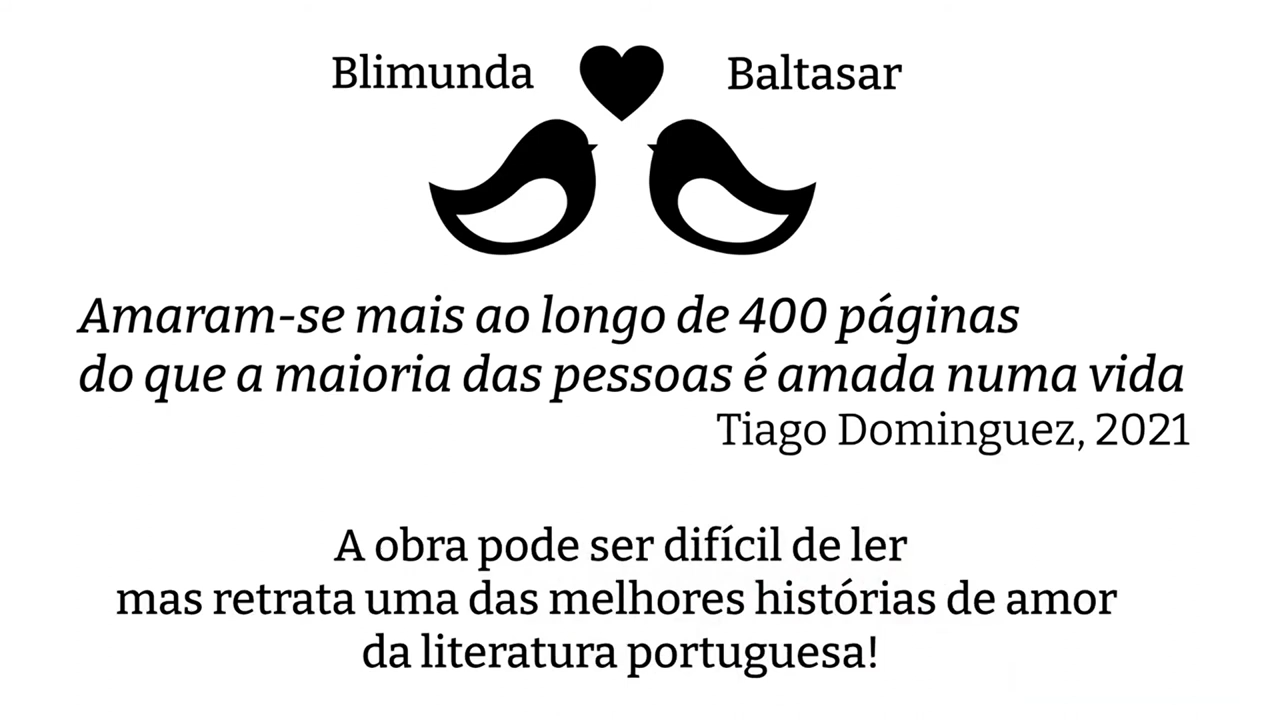 Blimunda Baltasar
Amaram-se mais ao longo de 400 páginas
do que a maioria das pessoas é amada numa vida
Tiago Dominguez, 2021
A obra pode ser difícil de ler
mas retrata uma das melhores histórias de amor
da literatura portuguesa!